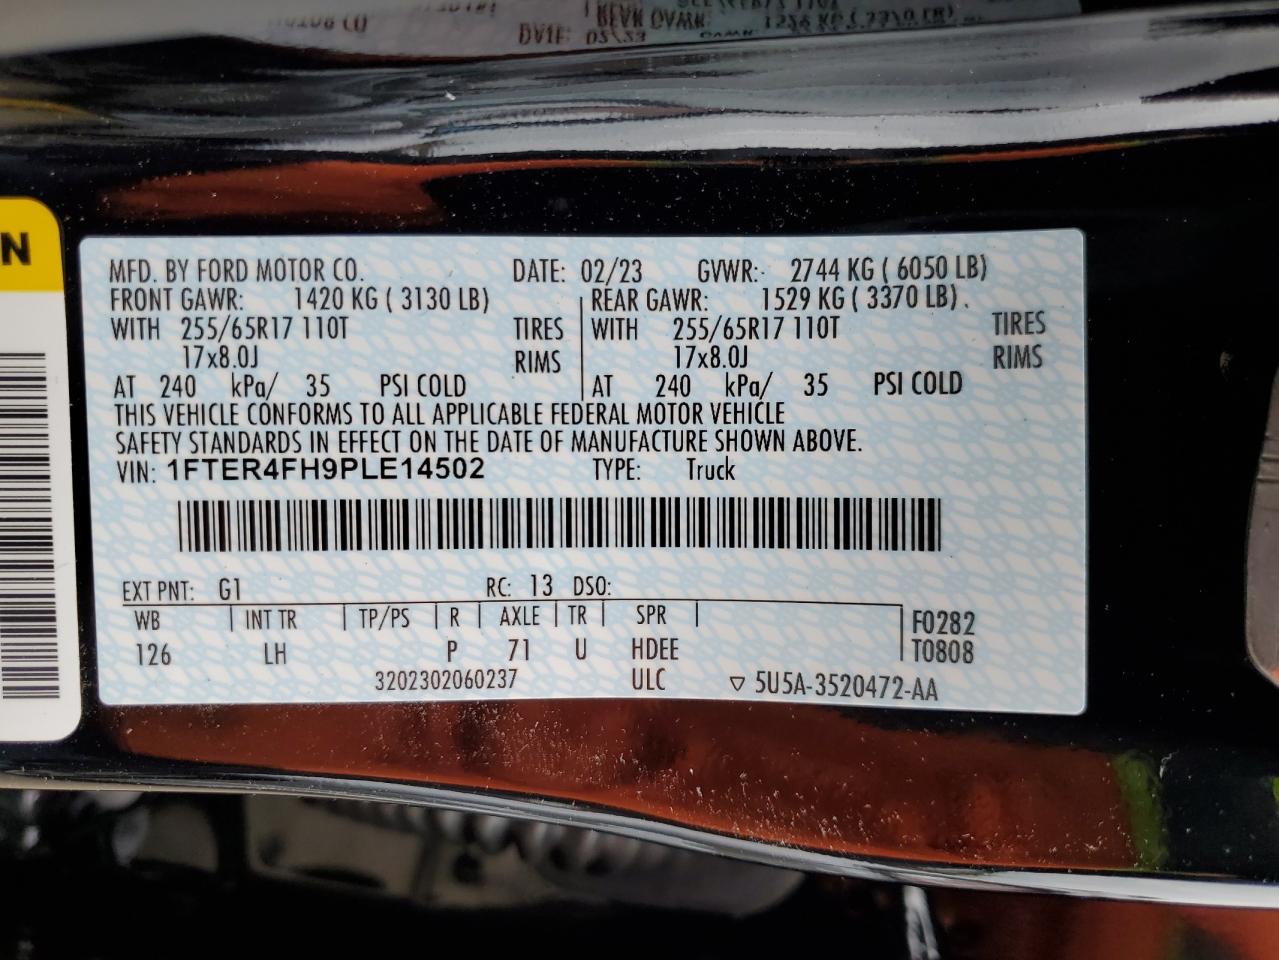 N
MFD. BY FORD MOTOR CO. DATE: 02/23 GVWR: 2744 KG ( 6050 LB)
FRONT GAWR: 1420 KG ( 3130 LB) REAR GAWR: 1529 KG ( 3370 LB).
WITH 255/65R17 110T TIRES WITH 255/65R17 110T TIRES
17x8.0J RIMS 17x8.0J RIMS
AT 240 kPa/ 35 PSI COLD AT 240 kPa/ 35 PSI COLD
THIS VEHICLE CONFORMS TO ALL APPLICABLE FEDERAL MOTOR VEHICLE
SAFETY STANDARDS IN EFFECT ON THE DATE OF MANUFACTURE SHOWN ABOVE.
VIN: 1FTER4FH9PLE14502 TYPE: Truck
EXT PNT: G1 RC: 13 DSO:
WB INT TR TP/PS R AXLE TR SPR F0282
126 LH P 71 U HDEE T0808
3202302060237 ULC ▽ 5U5A-3520472-AA